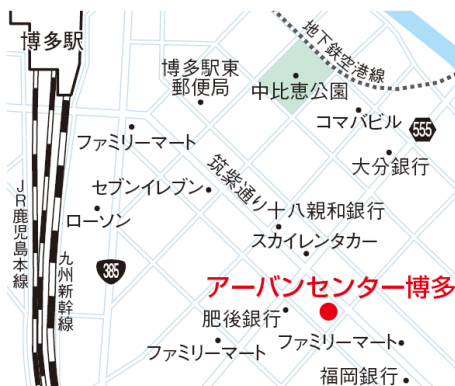 博多駅
地下鉄空港線
博多駅東
郵便局
中比恵公園
コマバビル
555
ファミリーマート
大分銀行
筑紫通り
セブンイレブン
ローソン
十八親和銀行
スカイレンタカー
JR鹿児島本線
九州新幹線
385
アーバンセンター博多
肥後銀行
ファミリーマート
ファミリーマート
福岡銀行